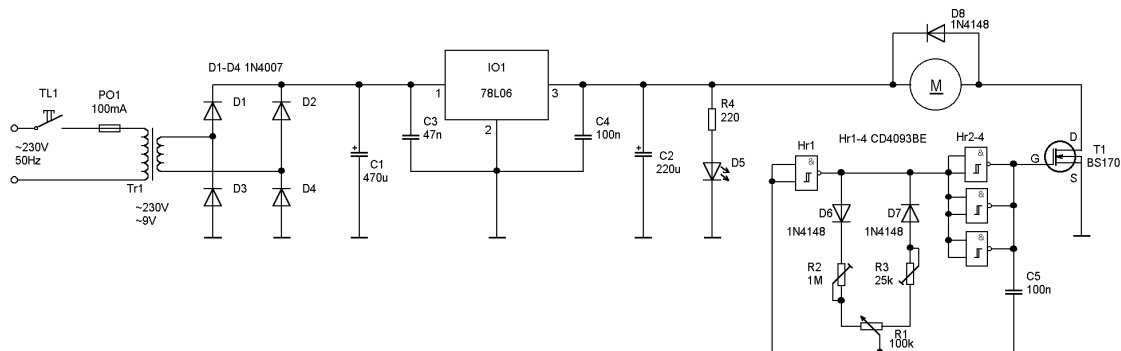 D8
1N4148
D1-D4 1N4007
IO1
78L06
1
3
2
M
TL1
PO1
100mA
D1
D2
~230V
50Hz
C3
47n
C4
100n
R4
220
Hr1-4 CD4093BE
Hr1
Hr2-4
D
T1
BS170
G
S
C1
470u
C2
220u
D5
&
&
&
&
Tr1
~230V
~9V
D3
D4
D6
1N4148
D7
1N4148
R2
1M
R3
25k
C5
100n
R1
100k